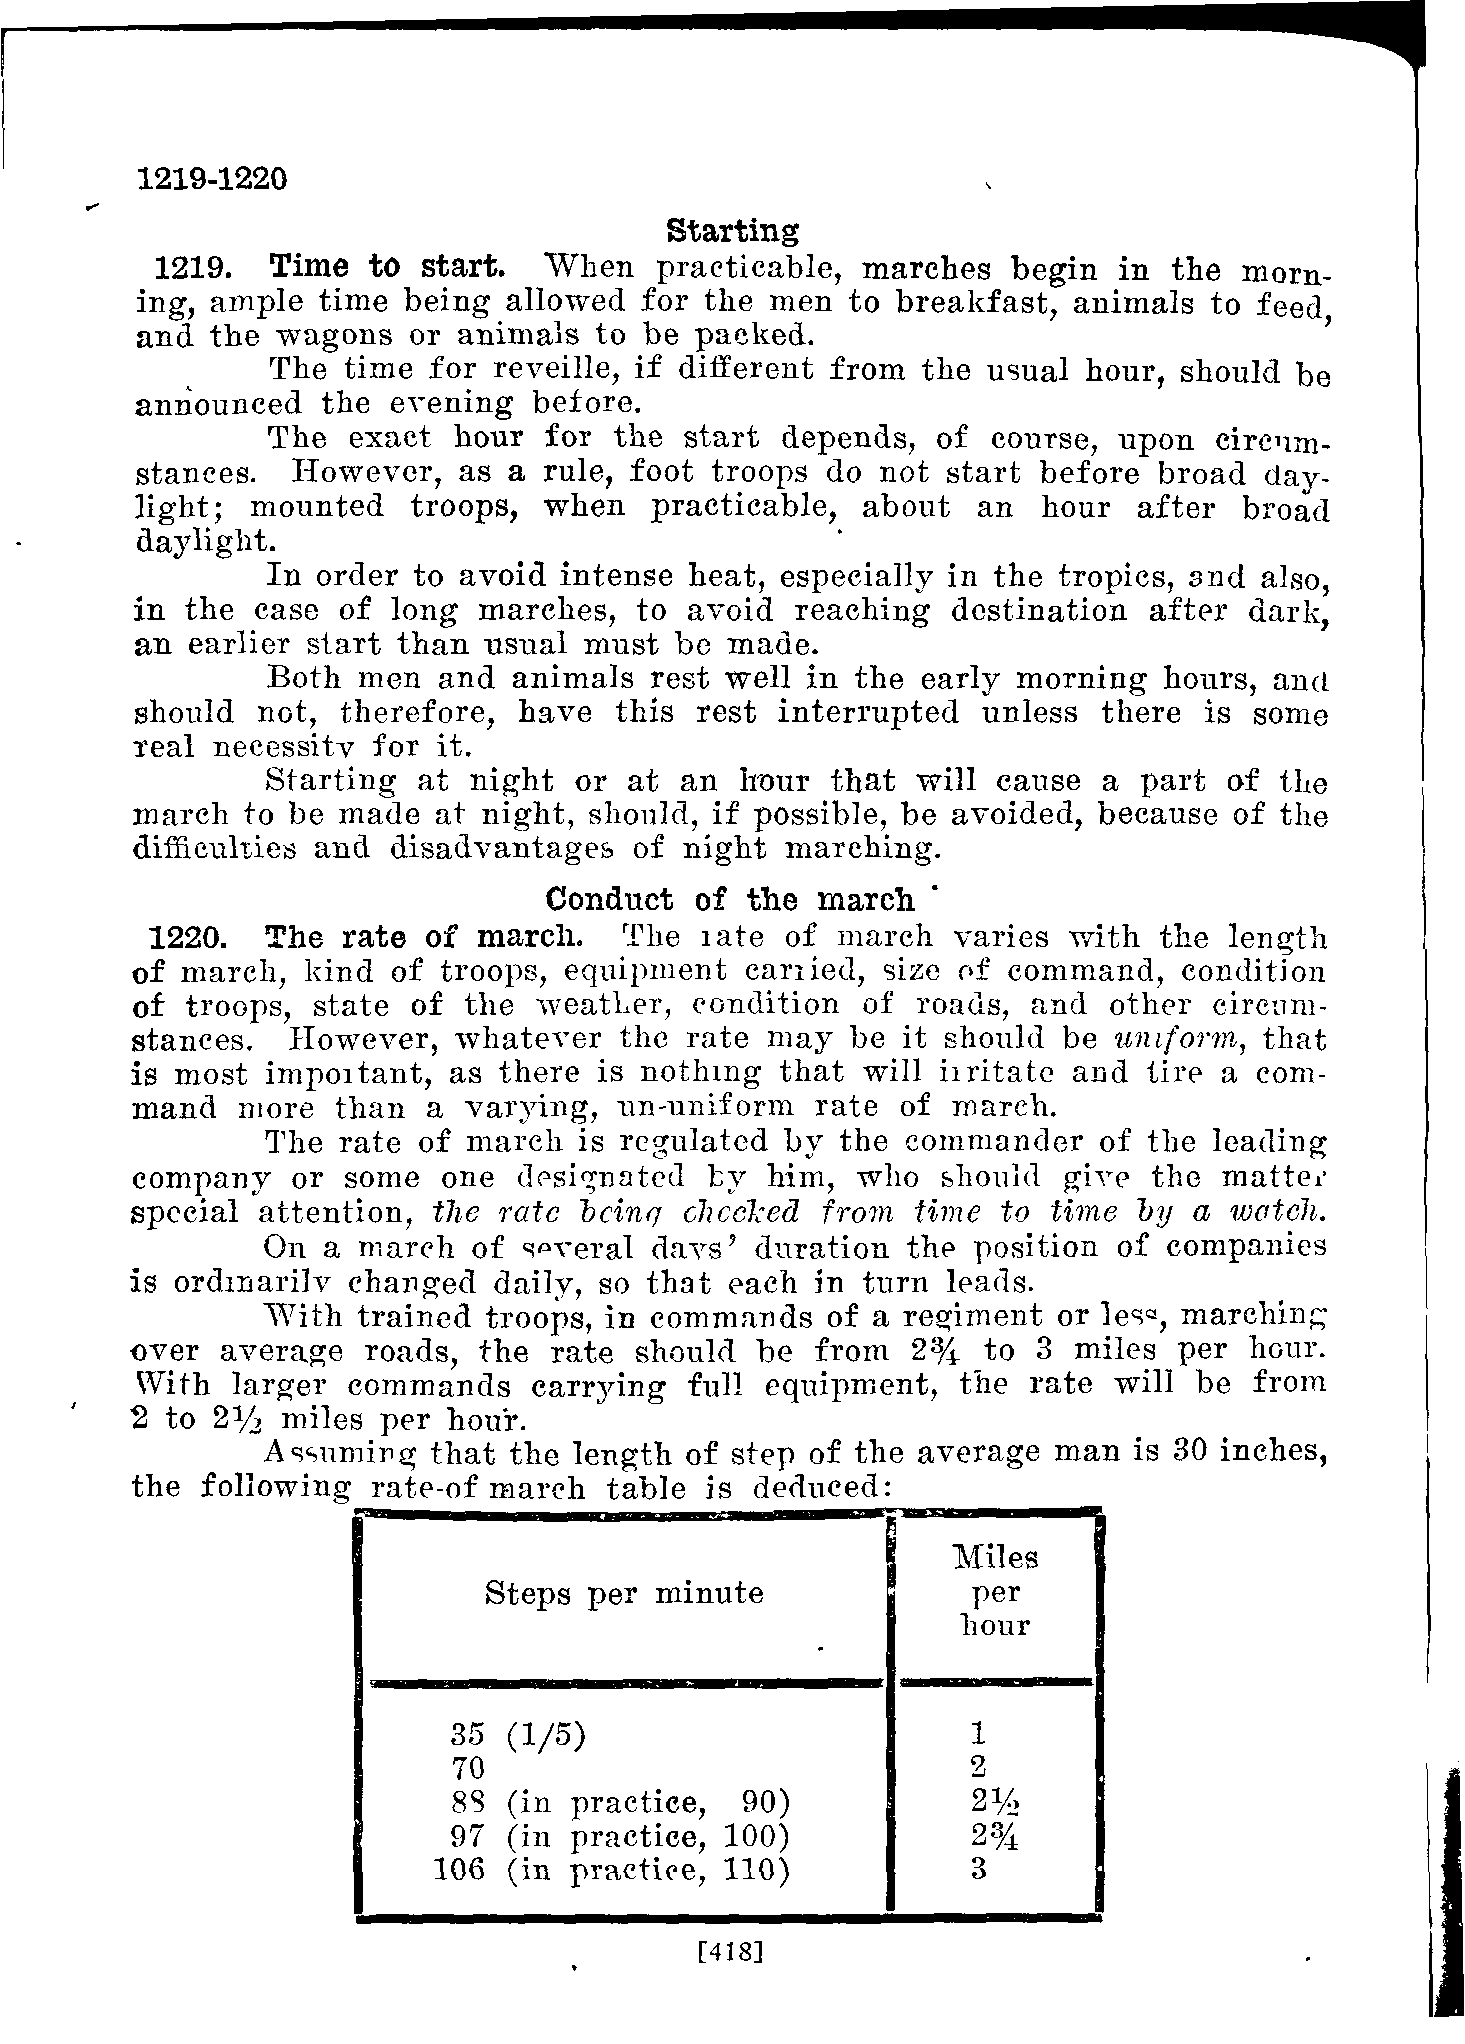 1219-1220
Starting
1219. Time to start. When practicable, marches begin in the morn-
ing, ample time being allowed for the men to breakfast, animals to feed,
and the wagons or animals to be packed.
The time for reveille, if different from the usual hour, should be
announced the evening before.
The exact hour for the start depends, of course, upon circum-
stances. However, as a rule, foot troops do not start before broad day-
light; mounted troops, when practicable, about an hour after broad
daylight.
In order to avoid intense heat, especially in the tropics, and also,
in the case of long marches, to avoid reaching destination after dark,
an earlier start than usual must be made.
Both men and animals rest well in the early morning hours, and
should not, therefore, have this rest interrupted unless there is some
real necessity for it.
Starting at night or at an hour that will cause a part of the
march to be made at night, should, if possible, be avoided, because of the
difficulties and disadvantages of night marching.
Conduct of the march
1220. The rate of march. The rate of march varies with the length
of march, kind of troops, equipment carried, size of command, condition
of troops, state of the weather, condition of roads, and other circum-
stances. However, whatever the rate may be it should be uniform, that
is most important, as there is nothing that will irritate and tire a com-
mand more than a varying, un-uniform rate of march.
The rate of march is regulated by the commander of the leading
company or some one designated by him, who should give the matter
special attention, the rate being checked from time to time by a watch.
On a march of several days' duration the position of companies
is ordinarily changed daily, so that each in turn leads.
With trained troops, in commands of a regiment or less, marching
over average roads, the rate should be from 2¾ to 3 miles per hour.
With larger commands carrying full equipment, the rate will be from
2 to 2½ miles per hour.
Assuming that the length of step of the average man is 30 inches,
the following rate-of march table is deduced:
Steps per minute
Miles
per
hour
35 (1/5) 1
70 2
88 (in practice, 90) 2½
97 (in practice, 100) 2¾
106 (in practice, 110) 3
[418]